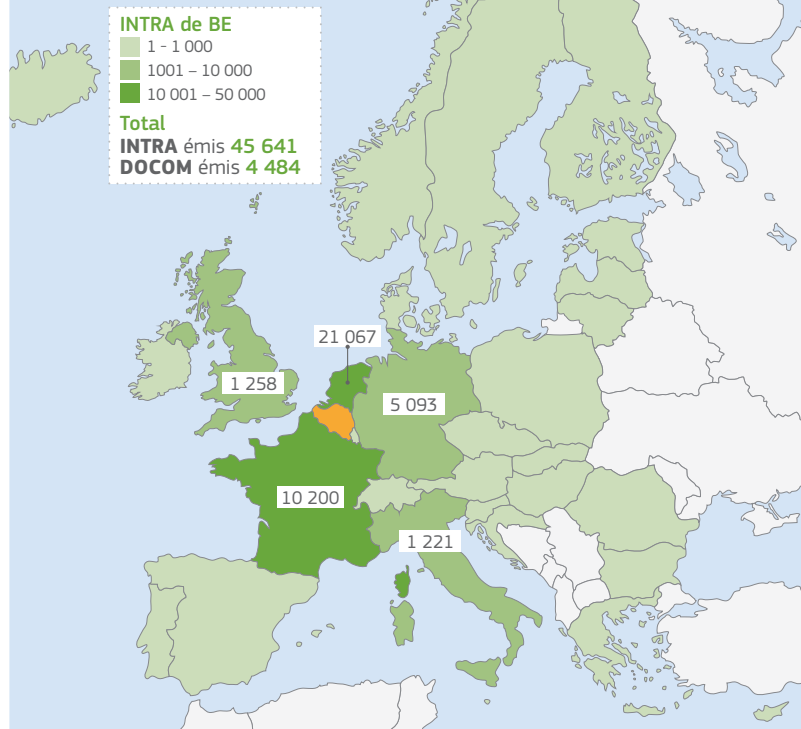 INTRA de BE
1 - 1 000
1001 – 10 000
10 001 – 50 000
Total
INTRA émis 45 641
DOCOM émis 4 484
21 067
1 258
5 093
10 200
1 221